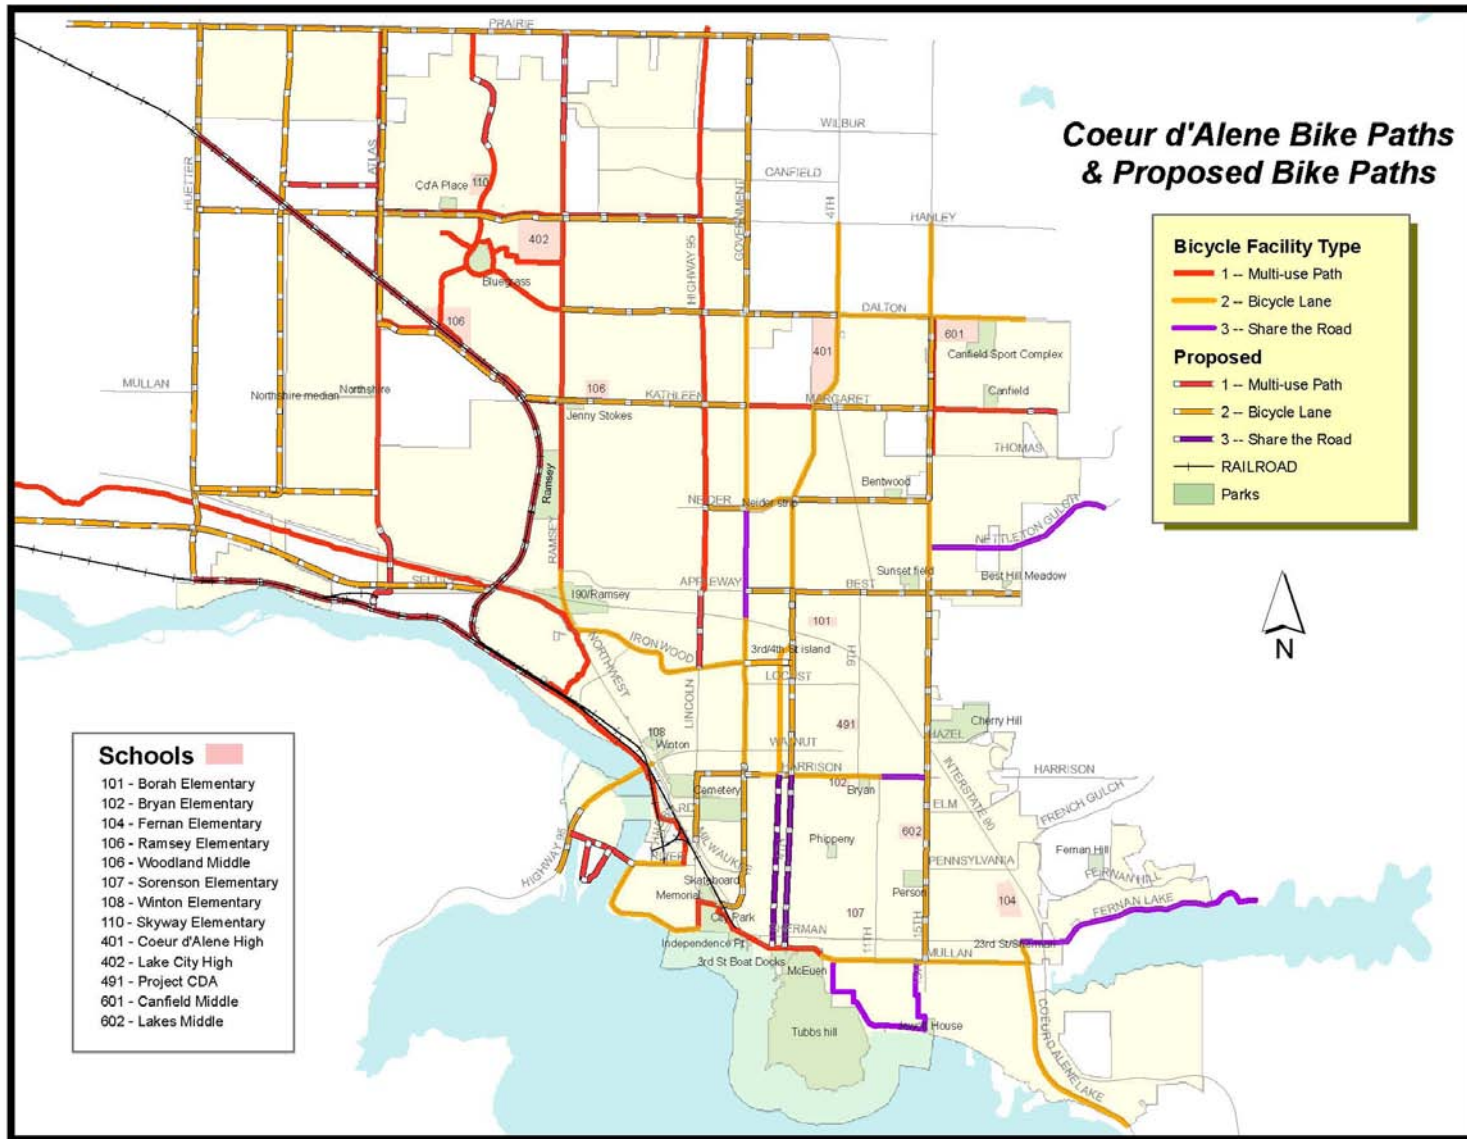 PRAIRIE
Coeur d'Alene Bike Paths
& Proposed Bike Paths
WILBUR
ATLAS
HUETTER
CANFIELD
Cd'A Place
110
GOVERNMENT
4TH
HANLEY
402
HIGHWAY 95
Bluegrass
Bicycle Facility Type
1 -- Multi-use Path
2 -- Bicycle Lane
3 -- Share the Road
Proposed
1 -- Multi-use Path
2 -- Bicycle Lane
3 -- Share the Road
RAILROAD
Parks
DALTON
106
401
601
Canfield Sport Complex
MULLAN
Northshire median
Northshire
106
KATHLEEN
MARGARET
Canfield
Jenny Stokes
THOMAS
Ramsey
Bentwood
NEIDER
Neider strip
NETTLETON GULCH
RAMSEY
APPLEWAY
BEST
Sunset field
Best Hill Meadow
I90/Ramsey
101
N
IRONWOOD
NORTHWEST
3rd/4th St island
LOCUST
LINCOLN
491
Cherry Hill
HAZEL
108
Winton
WALNUT
HARRISON
INTERSTATE 90
HARRISON
Cemetery
102
Bryan
ELM
FRENCH GULCH
602
Phippeny
MILWAUKEE
HIGHWAY 95
PENNSYLVANIA
Fernan Hill
FERNAN HILL
Skateboard
Memorial
Person
104
FERNAN LAKE
City Park
107
11TH
15TH
SHERMAN
Independence Pt
23rd St/Sherman
3rd St Boat Docks
McEuen
MULLAN
Tubbs hill
Jewett House
COEUR D ALENE LAKE
Schools
101 - Borah Elementary
102 - Bryan Elementary
104 - Fernan Elementary
106 - Ramsey Elementary
106 - Woodland Middle
107 - Sorenson Elementary
108 - Winton Elementary
110 - Skyway Elementary
401 - Coeur d'Alene High
402 - Lake City High
491 - Project CDA
601 - Canfield Middle
602 - Lakes Middle